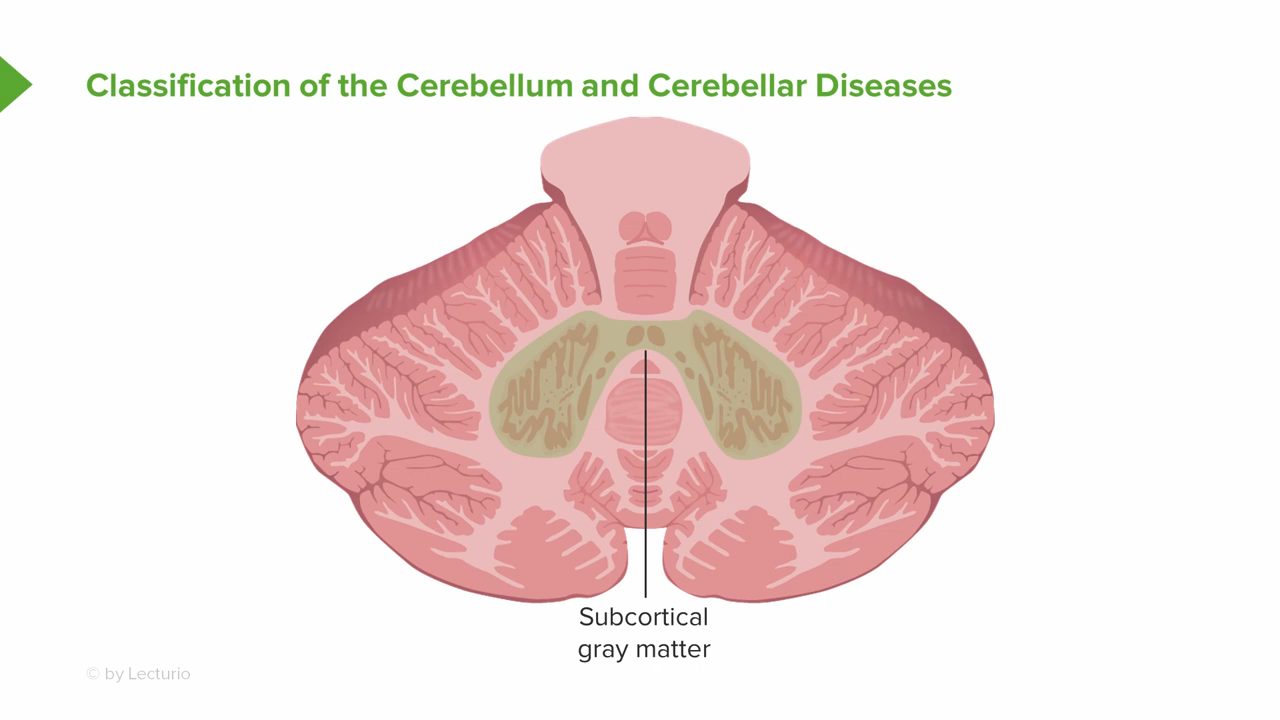 Classification of the Cerebellum and Cerebellar Diseases
Subcortical
gray matter
© by Lecturio